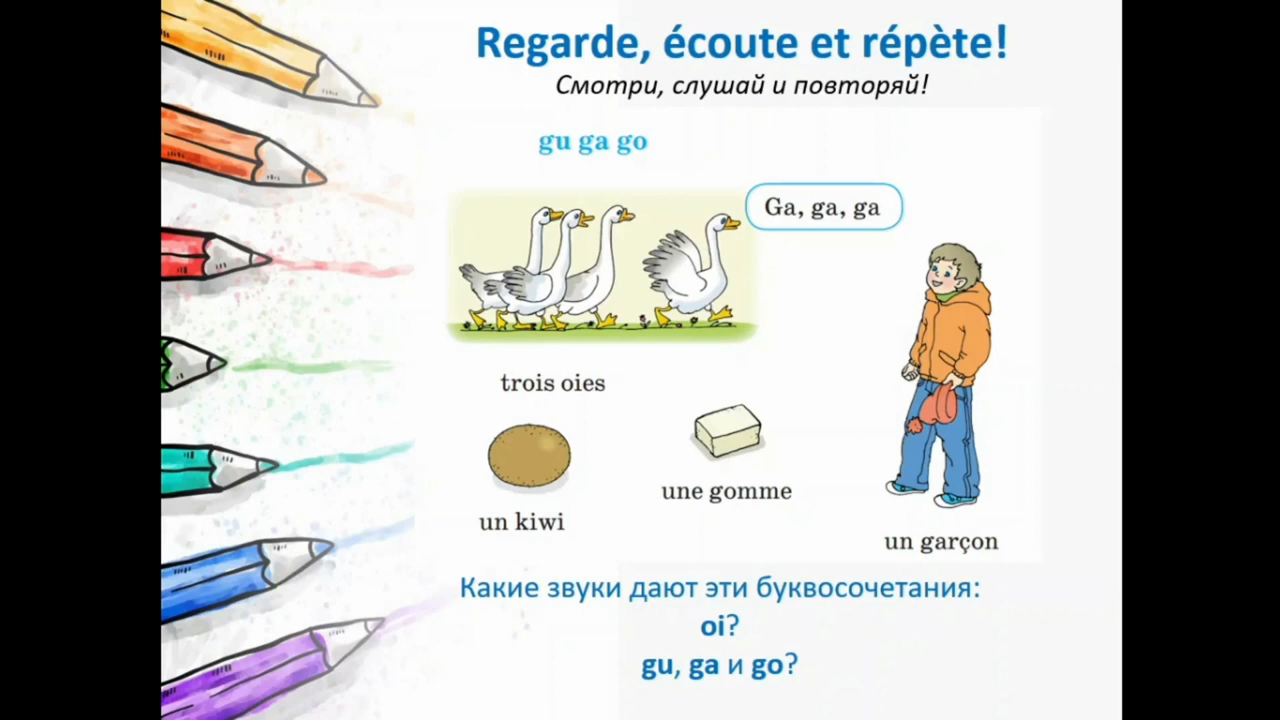 Regarde, écoute et répète!
Смотри, слушай и повторяй!
gu ga go
Ga, ga, ga
trois oies
un kiwi
une gomme
un garçon
Какие звуки дают эти буквосочетания:
oi?
gu, ga и go?